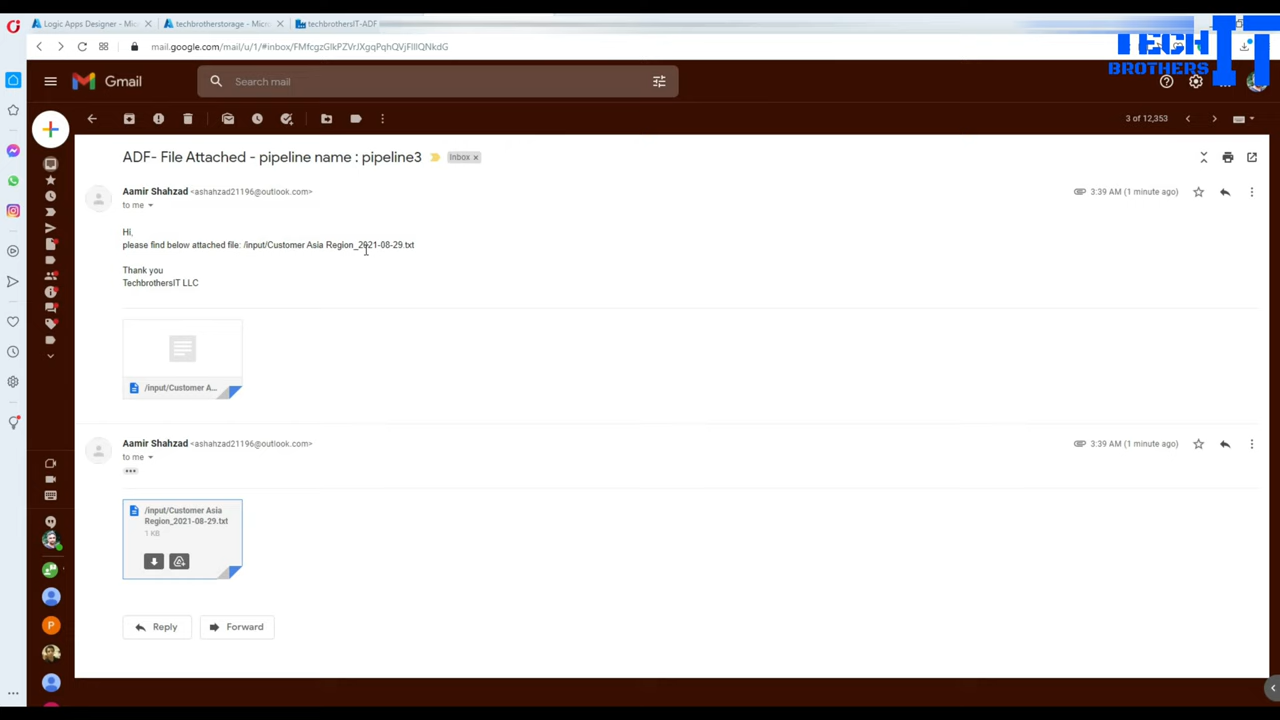 Logic Apps Designer - Mic
techbrotherstorage - Micro
techbrothersIT-ADF
mail.google.com/mail/u/1/#inbox/FMfcgzGlkPZVrJXgqPqhQVjFlllQNkdG
TECH IT
BROTHERS
Gmail
Search mail
3 of 12,353
ADF- File Attached - pipeline name : pipeline3
Inbox x
Aamir Shahzad <ashahzad21196@outlook.com>
3:39 AM (1 minute ago)
to me
Hi,
please find below attached file: /input/Customer Asia Region_2021-08-29.txt
Thank you
TechbrothersIT LLC
/input/Customer A...
Aamir Shahzad <ashahzad21196@outlook.com>
3:39 AM (1 minute ago)
to me
/input/Customer Asia
Region_2021-08-29.txt
1 KB
P
Reply
Forward